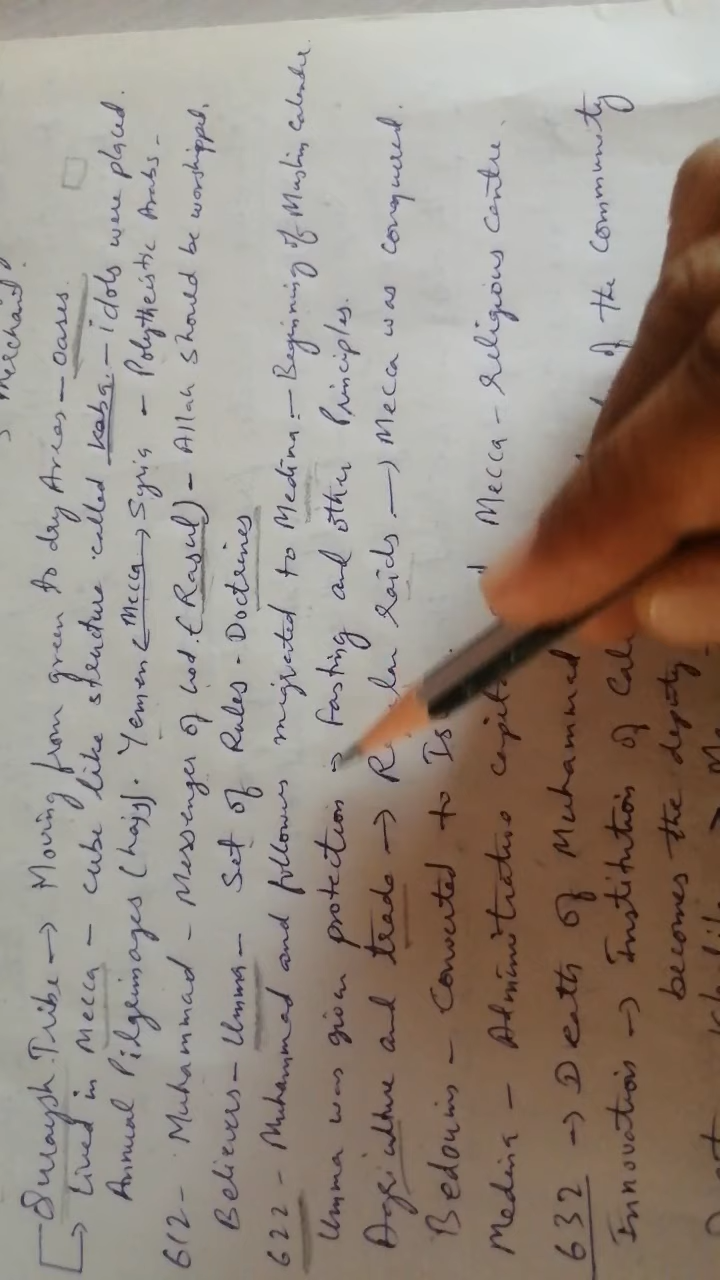 Merchant.
Quraysh Tribe → Moving from green to dry Areas - oases
→ Lived in Mecca - cube like structure called Kaba - idols were placed.
Annual Pilgrimages (hajj). Yemen ← Mecca → Syria - Polytheistic Arabs -
612 - Muhammad - Messenger of God. (Rasul) - Allah should be worshipped.
Believers - Umma - Set of Rules - Doctrines
622 - Muhammad and followers migrated to Medina - Beginning of Muslim Calendar
Umma was given protection → fasting and other Principles.
Agriculture and trade → Raids → Mecca was conquered.
Bedouins - Converted to
Medina - Administrative Mecca - Religious Centre.
632 → Death of Muhammad of the community
Innovation → Institution of
becomes the deputy